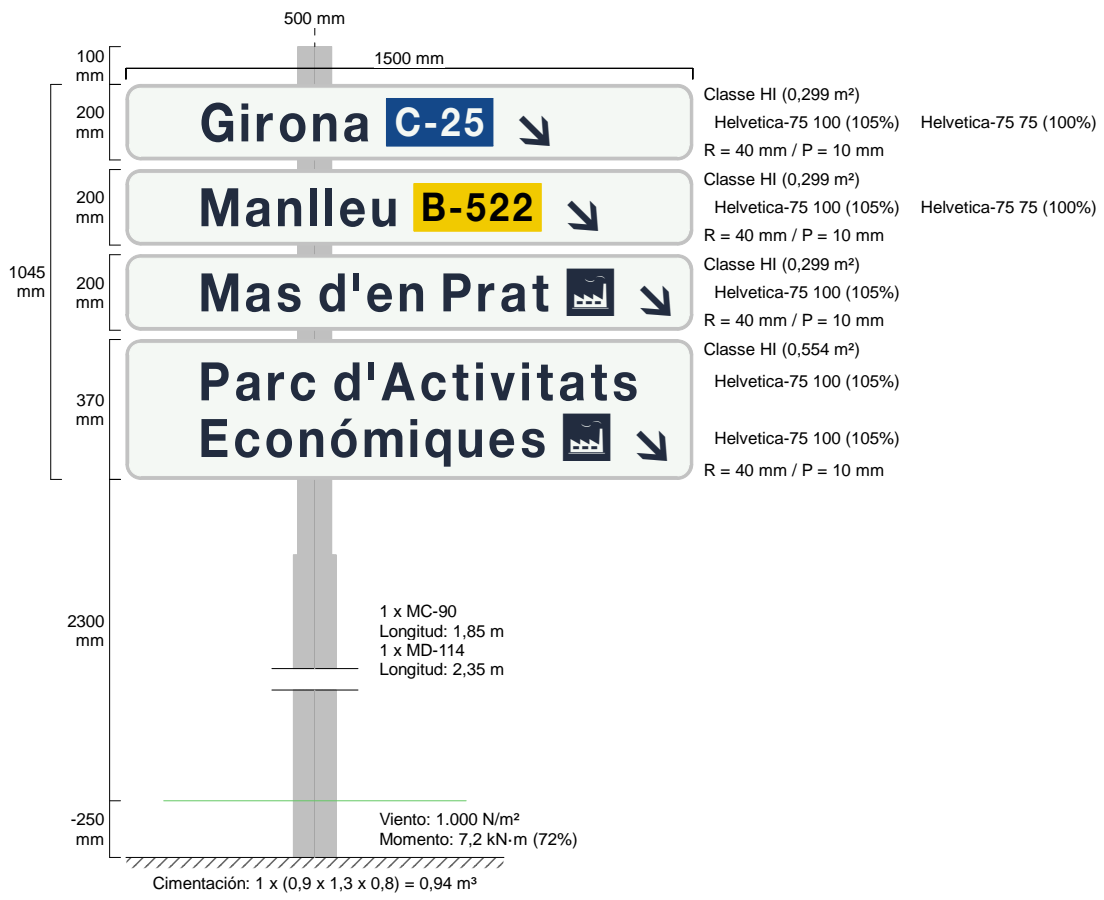 500 mm
100
mm
1500 mm
Girona C-25
200
mm
Classe HI (0,299 m²)
Helvetica-75 100 (105%) Helvetica-75 75 (100%)
R = 40 mm / P = 10 mm
Manlleu B-522
200
mm
Classe HI (0,299 m²)
Helvetica-75 100 (105%) Helvetica-75 75 (100%)
R = 40 mm / P = 10 mm
1045
mm
Mas d'en Prat
200
mm
Classe HI (0,299 m²)
Helvetica-75 100 (105%)
R = 40 mm / P = 10 mm
Parc d'Activitats
Económiques
370
mm
Classe HI (0,554 m²)
Helvetica-75 100 (105%)
Helvetica-75 100 (105%)
R = 40 mm / P = 10 mm
2300
mm
1 x MC-90
Longitud: 1,85 m
1 x MD-114
Longitud: 2,35 m
-250
mm
Viento: 1.000 N/m²
Momento: 7,2 kN·m (72%)
Cimentación: 1 x (0,9 x 1,3 x 0,8) = 0,94 m³